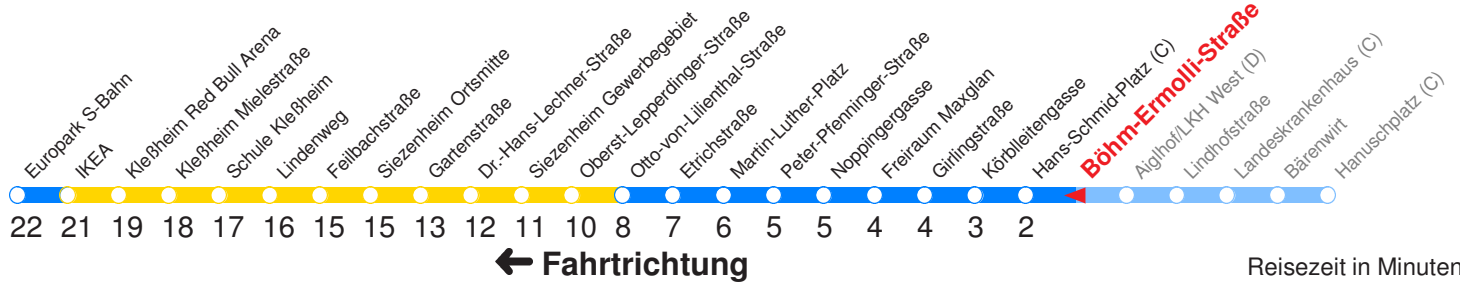 Europark S-Bahn
IKEA
Kleßheim Red Bull Arena
Kleßheim Mielestraße
Schule Kleßheim
Lindenweg
Feilbachstraße
Siezenheim Ortsmitte
Gartenstraße
Dr.-Hans-Lechner-Straße
Siezenheim Gewerbegebiet
Oberst-Lepperdinger-Straße
Otto-von-Lilienthal-Straße
Etrichstraße
Martin-Luther-Platz
Peter-Pfenninger-Straße
Noppingergasse
Freiraum Maxglan
Girlingstraße
Körblleitengasse
Hans-Schmid-Platz (C)
Böhm-Ermolli-Straße
Aiglhof/LKH West (D)
Lindhofstraße
Landeskrankenhaus (C)
Bärenwirt
Hanuschplatz (C)
22 21 19 18 17 16 15 15 13 12 11 10 8 7 6 5 5 4 4 3 2
← Fahrtrichtung
Reisezeit in Minuten